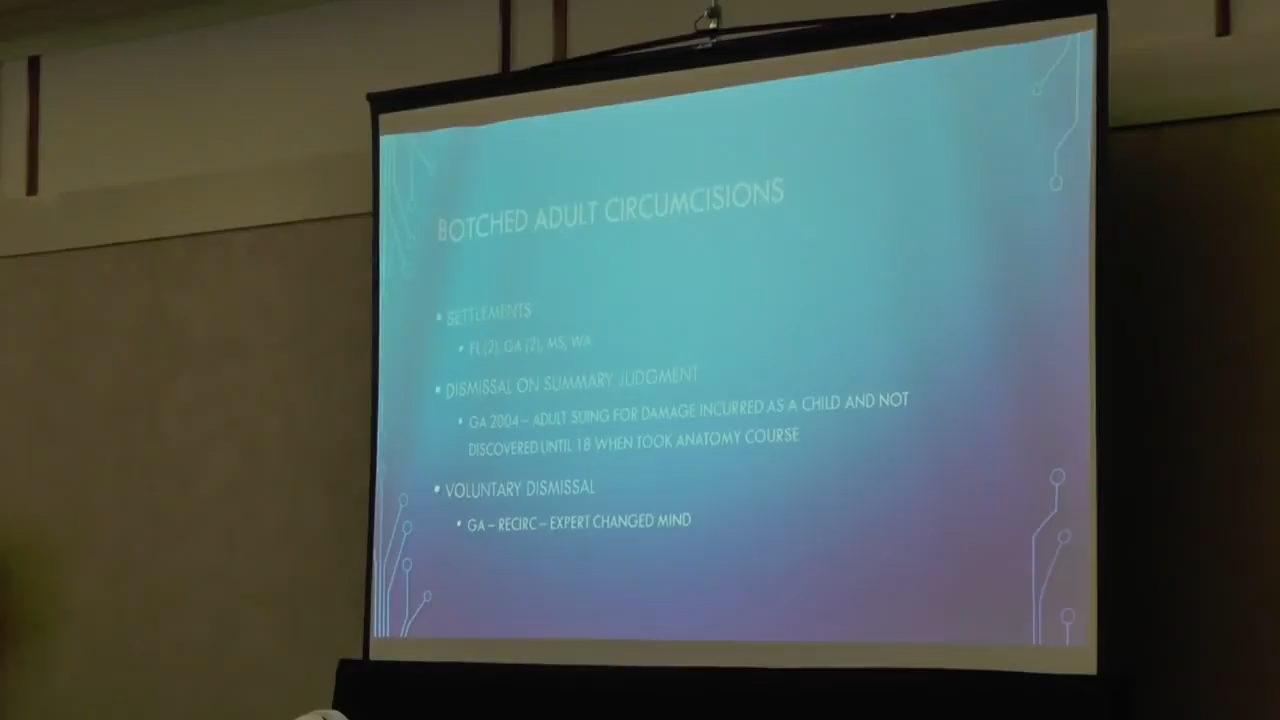 BOTCHED ADULT CIRCUMCISIONS
SETTLEMENTS
FL (2), GA (2), MS, WA
DISMISSAL ON SUMMARY JUDGMENT
GA 2004 – ADULT SUING FOR DAMAGE INCURRED AS A CHILD AND NOT
DISCOVERED UNTIL 18 WHEN TOOK ANATOMY COURSE
VOLUNTARY DISMISSAL
GA – RECIRC – EXPERT CHANGED MIND